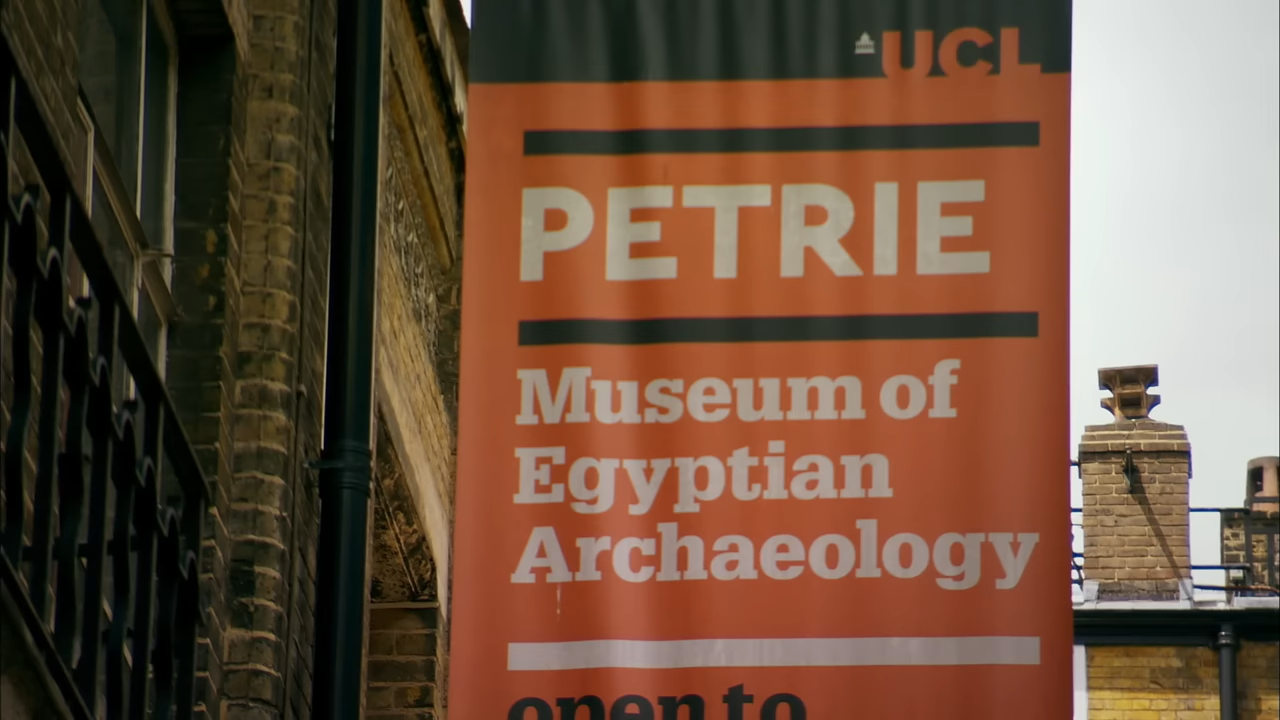 UCL
PETRIE
Museum of
Egyptian
Archaeology
open to